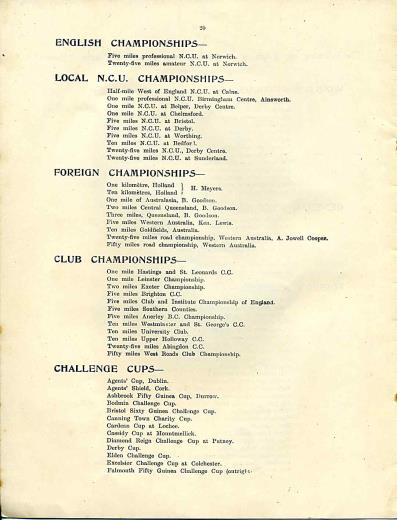 29
ENGLISH CHAMPIONSHIPS—
Five miles professional N.C.U. at Norwich.
Twenty-five miles amateur N.C.U. at Norwich.
LOCAL N.C.U. CHAMPIONSHIPS—
Half-mile West of England N.C.U. at Calne.
One mile professional N.C.U. Birmingham Centre, Ainsworth.
One mile N.C.U. at Belper, Derby Centre.
One mile N.C.U. at Chelmsford.
Five miles N.C.U. at Bristol.
Five miles N.C.U. at Derby.
Five miles N.C.U. at Worthing.
Ten miles N.C.U. at Bedford.
Twenty-five miles N.C.U., Derby Centre.
Twenty-five miles N.C.U. at Sunderland.
FOREIGN CHAMPIONSHIPS—
One kilomètre, Holland } H. Meyers.
Ten kilomètres, Holland
One mile of Australasia, B. Goodson.
Two miles Central Queensland, B. Goodson.
Three miles, Queensland, B. Goodson.
Five miles Western Australia, Ken. Lewis.
Ten miles Goldfields, Australia.
Twenty-five miles road championship, Western Australia, A. Jowell Cooper.
Fifty miles road championship, Western Australia.
CLUB CHAMPIONSHIPS—
One mile Hastings and St. Leonards C.C.
One mile Leinster Championship.
Two miles Exeter Championship.
Five miles Brighton C.C.
Five miles Club and Institute Championship of England.
Five miles Southern Counties.
Five miles Anerley B.C. Championship.
Ten miles Westminster and St. George's C.C.
Ten miles University Club.
Ten miles Upper Holloway C.C.
Twenty-five miles Abingdon C.C.
Fifty miles West Roads Club Championship.
CHALLENGE CUPS—
Agents' Cup, Dublin.
Agents' Shield, Cork.
Ashbrook Fifty Guinea Cup, Durrow.
Bodmin Challenge Cup.
Bristol Sixty Guinea Challenge Cup.
Canning Town Charity Cup.
Cardens Cup at Lochee.
Cassidy Cup at Mountmellick.
Diamond Reign Challenge Cup at Putney.
Derby Cup.
Elden Challenge Cup.
Excelsior Challenge Cup at Colchester.
Falmouth Fifty Guinea Challenge Cup (outright